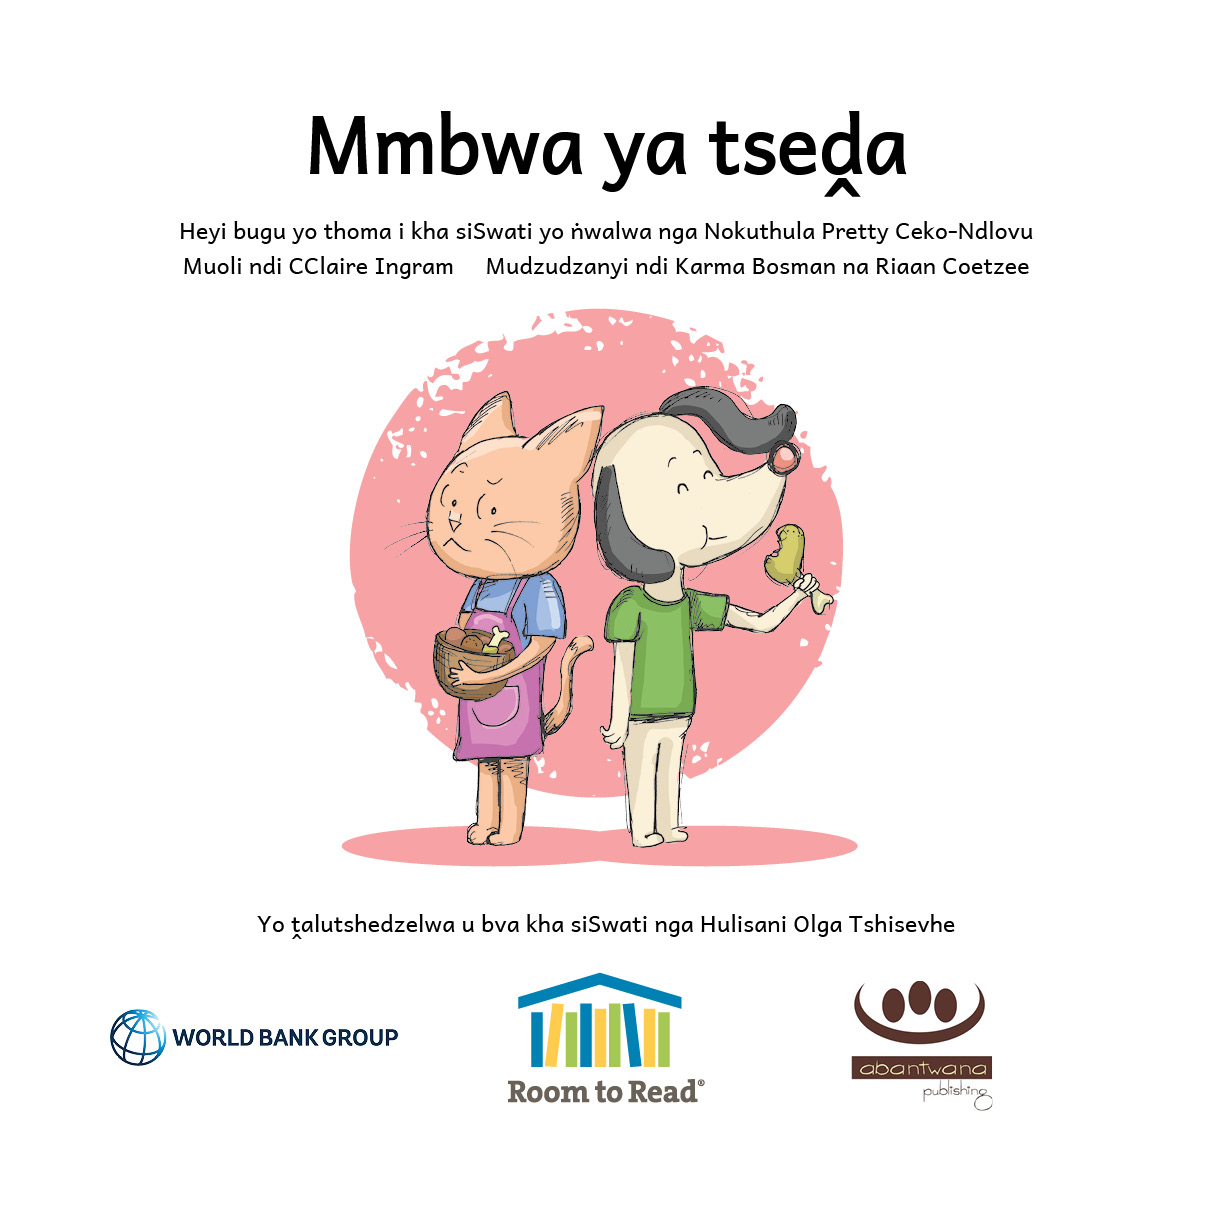 Mmbwa ya tseḓa
Heyi bugu yo thoma i kha siSwati yo ṅwalwa nga Nokuthula Pretty Ceko-Ndlovu
Muoli ndi CClaire Ingram Mudzudzanyi ndi Karma Bosman na Riaan Coetzee
Yo ṱalutshedzelwa u bva kha siSwati nga Hulisani Olga Tshisevhe
WORLD BANK GROUP
Room to Read®
abantwana
publishing